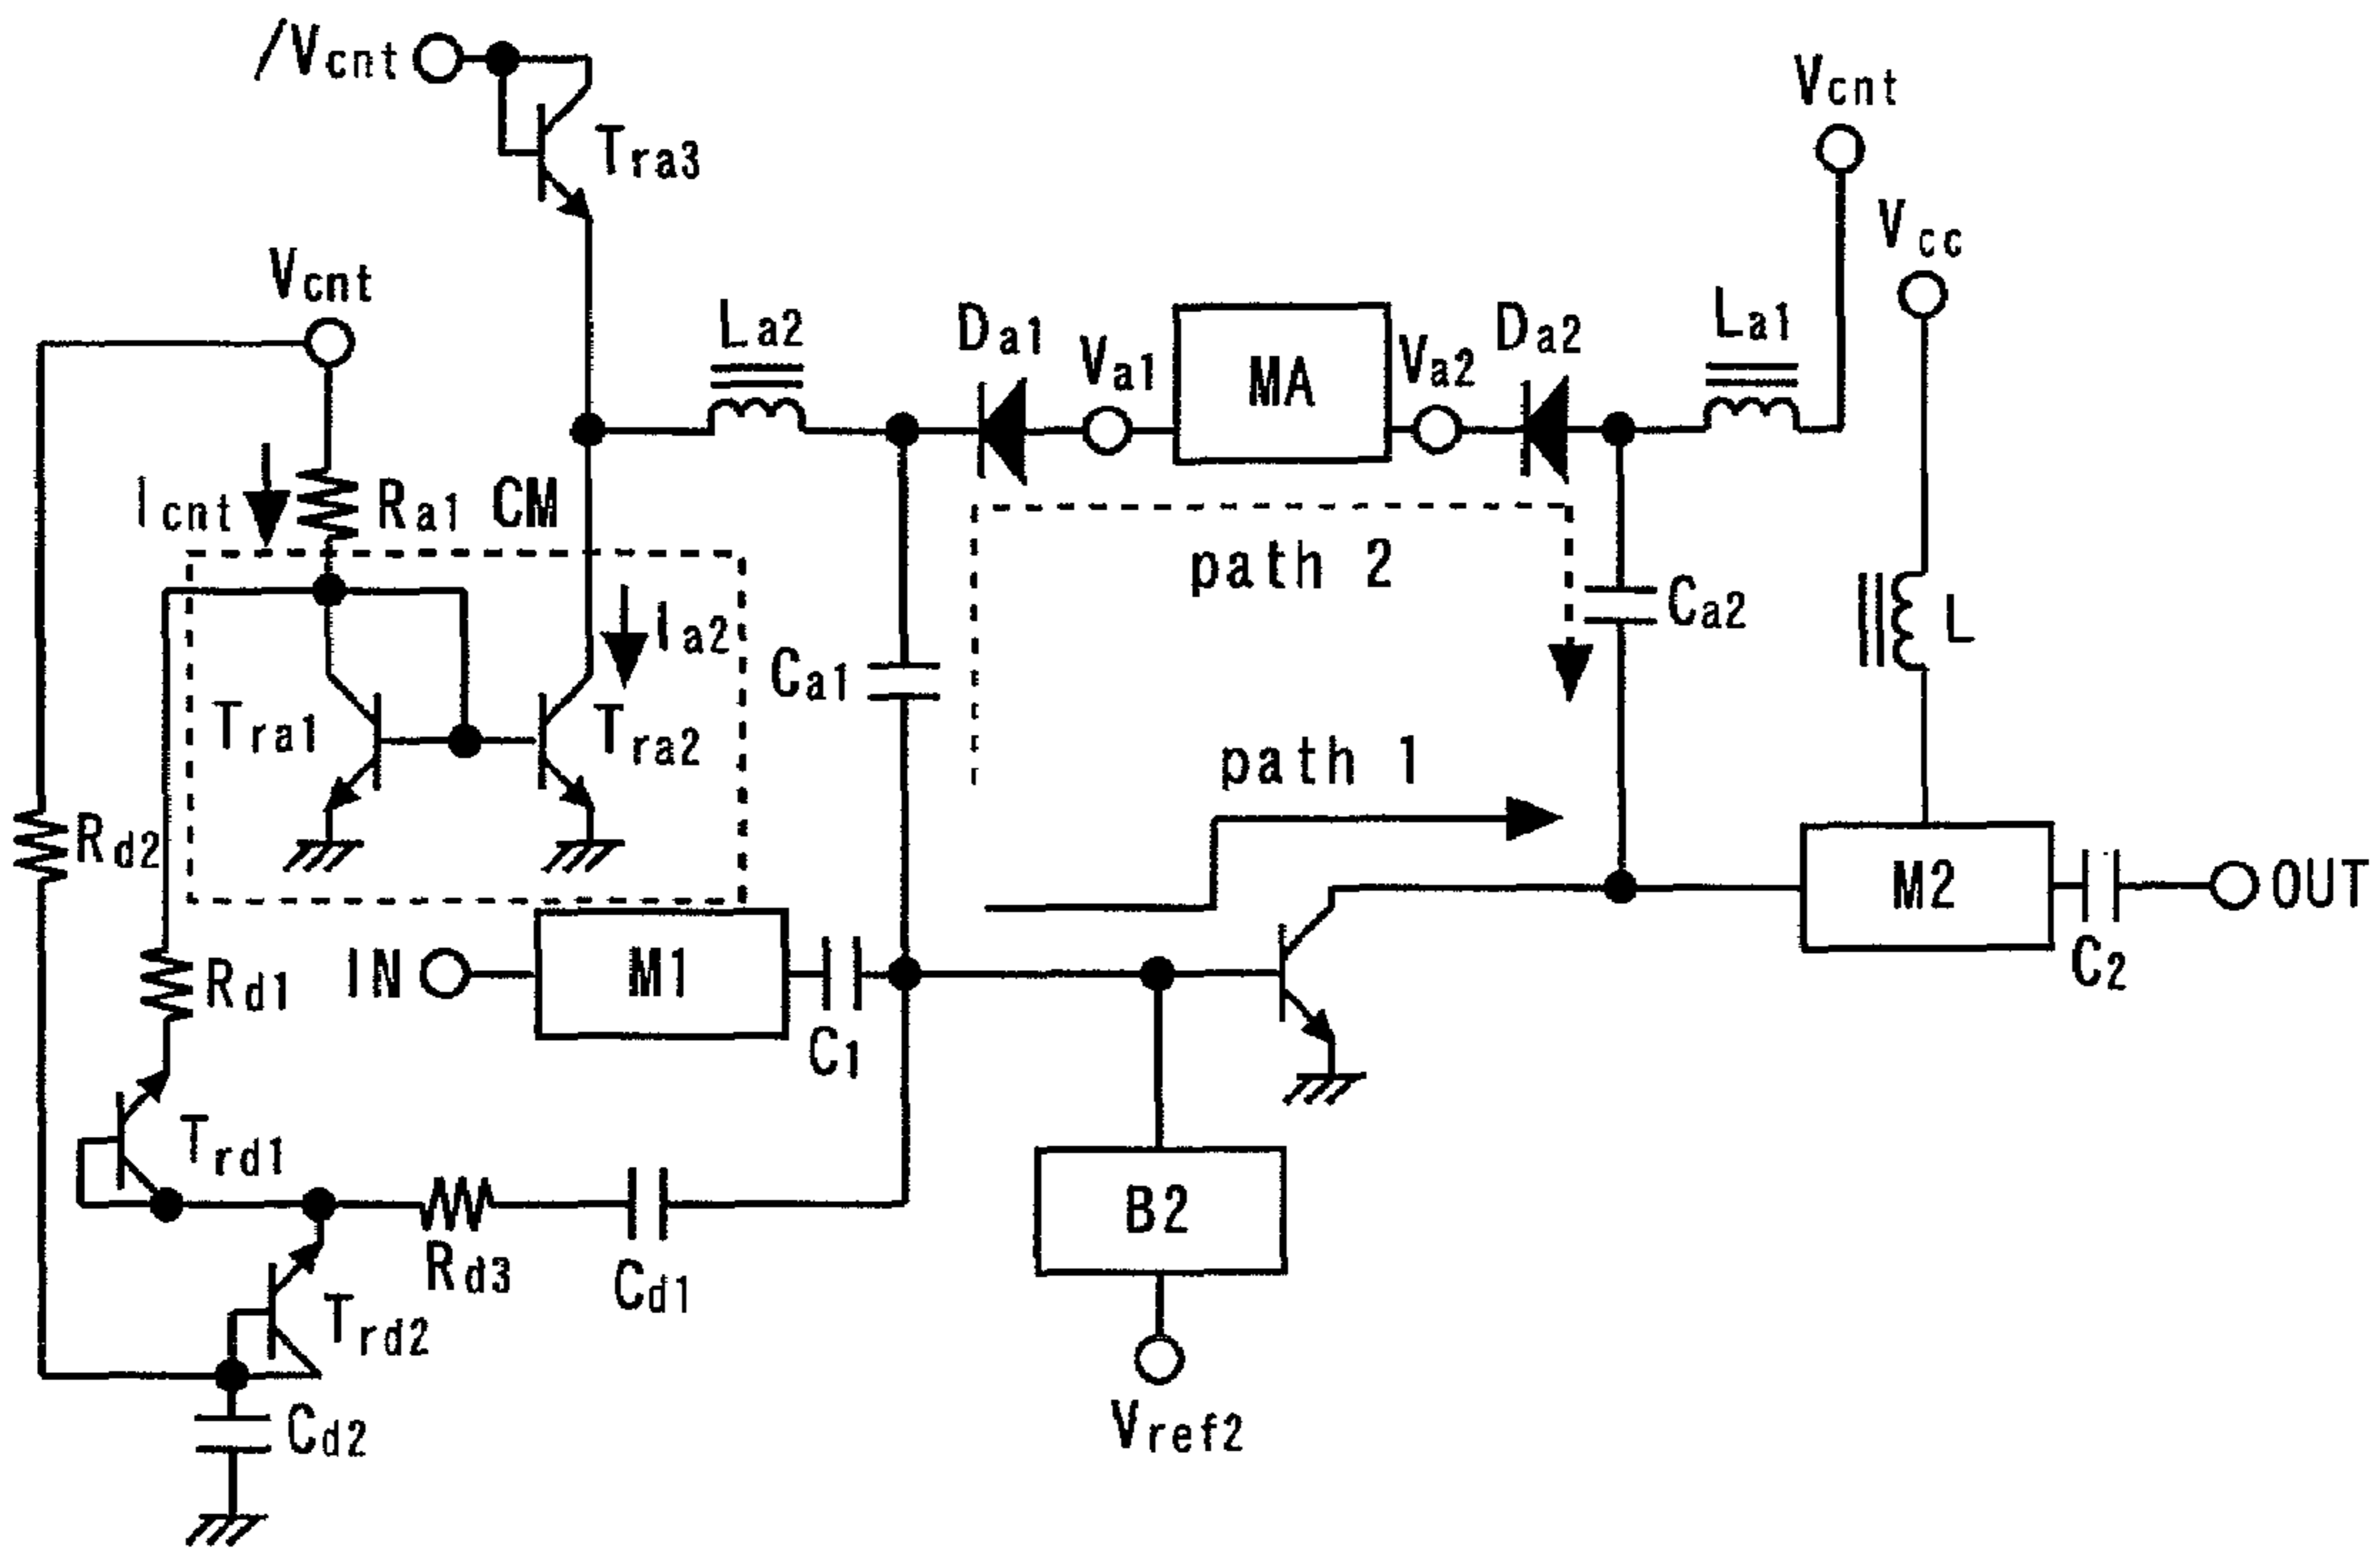 /Vcnt
Vcnt
Tra3
Vcc
Vcnt
La2
Da1
Va1
MA
Va2
Da2
La1
Icnt
Ra1
CM
path 2
Ca2
L
Ia2
Ca1
Tra1
Tra2
path 1
Rd2
M2
OUT
C2
IN
M1
Rd1
C1
Trd1
B2
Rd3
Cd1
Trd2
Cd2
Vref2